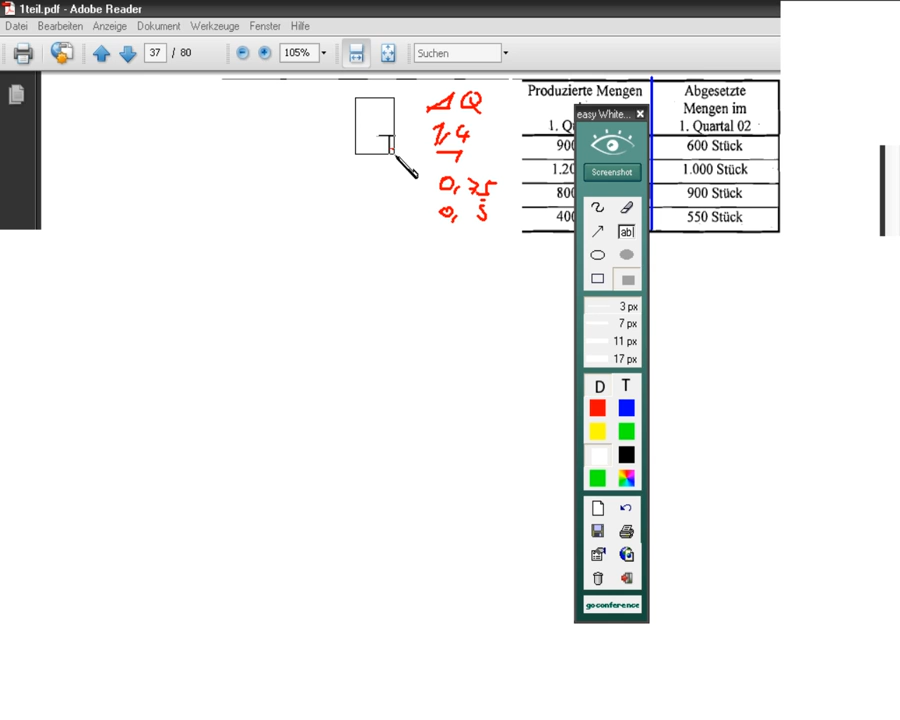 1teil.pdf - Adobe Reader
Datei Bearbeiten Anzeige Dokument Werkzeuge Fenster Hilfe
37 / 80 105% Suchen
Produzierte Mengen
1. Q
Abgesetzte
Mengen im
1. Quartal 02
900 600 Stück
1.20 1.000 Stück
800 900 Stück
400 550 Stück
Q
1,4
0,75
0, 5
easy White...
Screenshot
ab
3 px
7 px
11 px
17 px
D T
goconference